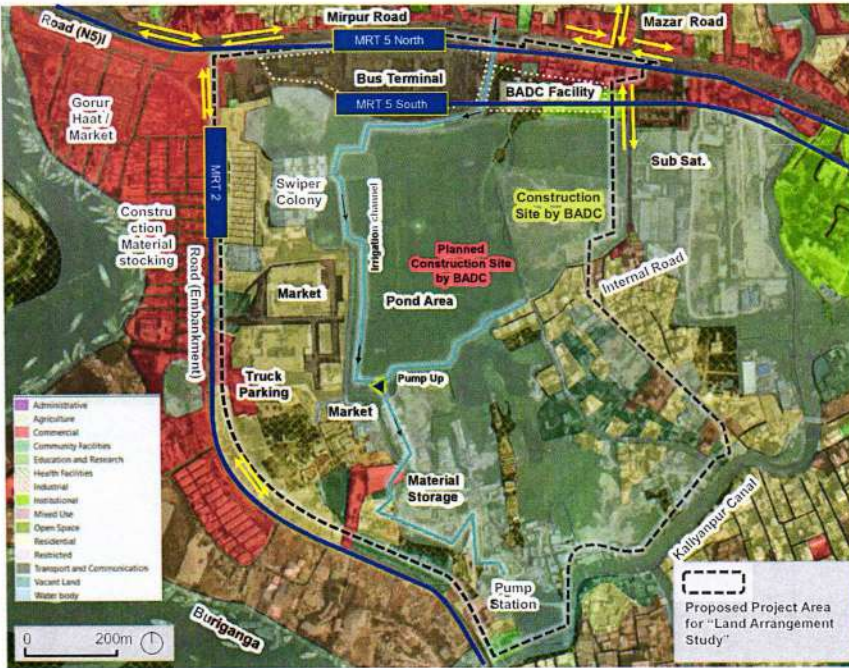 Road (N5)l
Mirpur Road
Mazar Road
MRT 5 North
Bus Terminal
BADC Facility
MRT 5 South
Gorur
Haat /
Market
MRT 2
Sub Sat.
Swiper
Colony
Irrigation channel
Construction
Site by BADC
Constru
ction
Material
stocking
Planned
Construction Site
by BADC
Internal Road
Road (Embankment)
Market
Pond Area
Truck
Parking
Pump Up
Market
Material
Storage
Kallyanpur Canal
Pump
Station
Buriganga
Administrative
Agriculture
Commercial
Community Facilities
Education and Research
Health Facilities
Industrial
Institutional
Mixed Use
Open Space
Residential
Restricted
Transport and Communication
Vacant Land
Water body
0 200m
Proposed Project Area
for "Land Arrangement
Study"